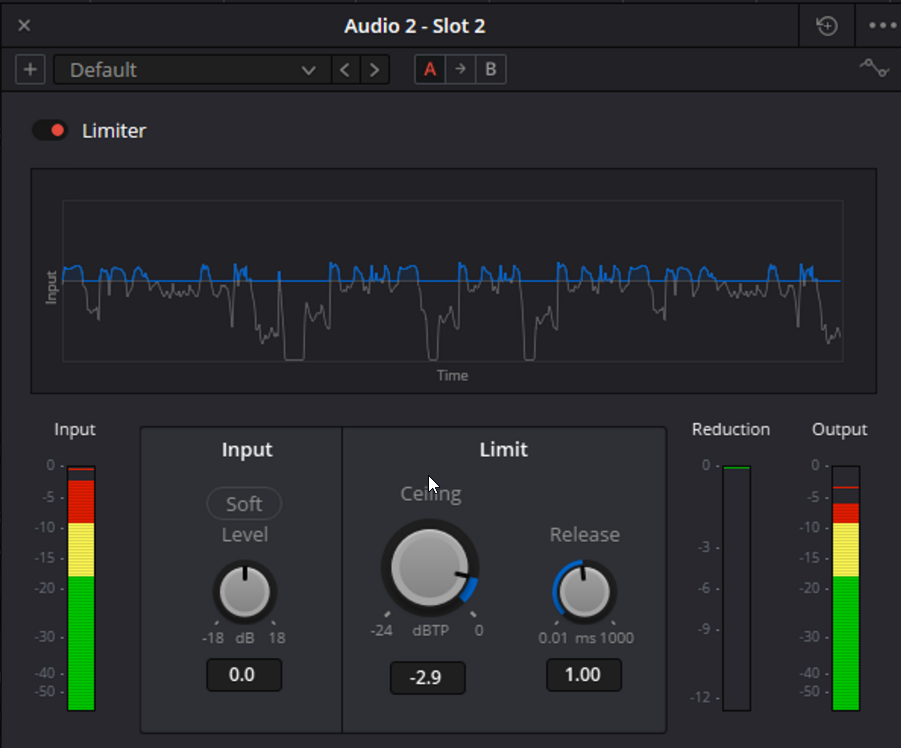 Audio 2 - Slot 2
Default
A
B
Limiter
Input
Time
Input
Input
Limit
Reduction
Output
0
-5
-10
-15
-20
-30
-40
-50
Soft
Level
-18 dB 18
0.0
Ceiling
-24 dBTP 0
-2.9
Release
0.01 ms 1000
1.00
0
-3
-6
-9
-12
0
-5
-10
-15
-20
-30
-40
-50